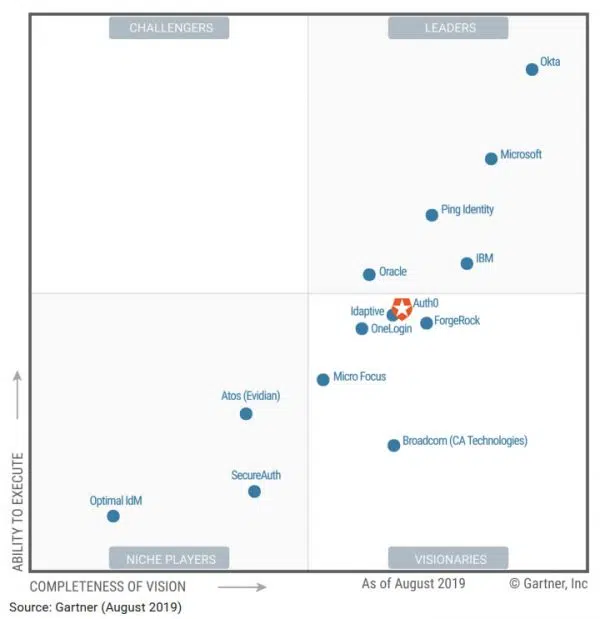 CHALLENGERS
LEADERS
Okta
Microsoft
Ping Identity
IBM
Oracle
Auth0
Idaptive
ForgeRock
OneLogin
Micro Focus
Atos (Evidian)
Broadcom (CA Technologies)
SecureAuth
Optimal IdM
NICHE PLAYERS
VISIONARIES
ABILITY TO EXECUTE
COMPLETENESS OF VISION
As of August 2019
© Gartner, Inc
Source: Gartner (August 2019)